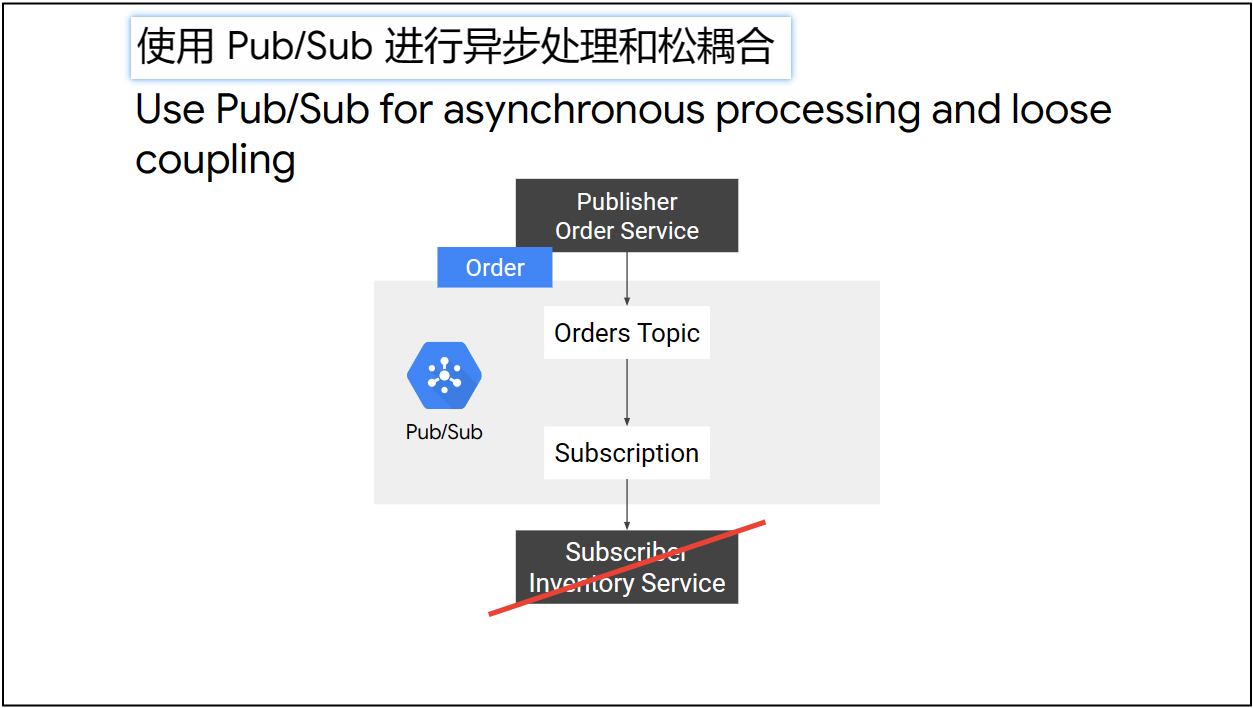 使用 Pub/Sub 进行异步处理和松耦合
Use Pub/Sub for asynchronous processing and loose
coupling
Publisher
Order Service
Order
Orders Topic
Pub/Sub
Subscription
Subscriber
Inventory Service